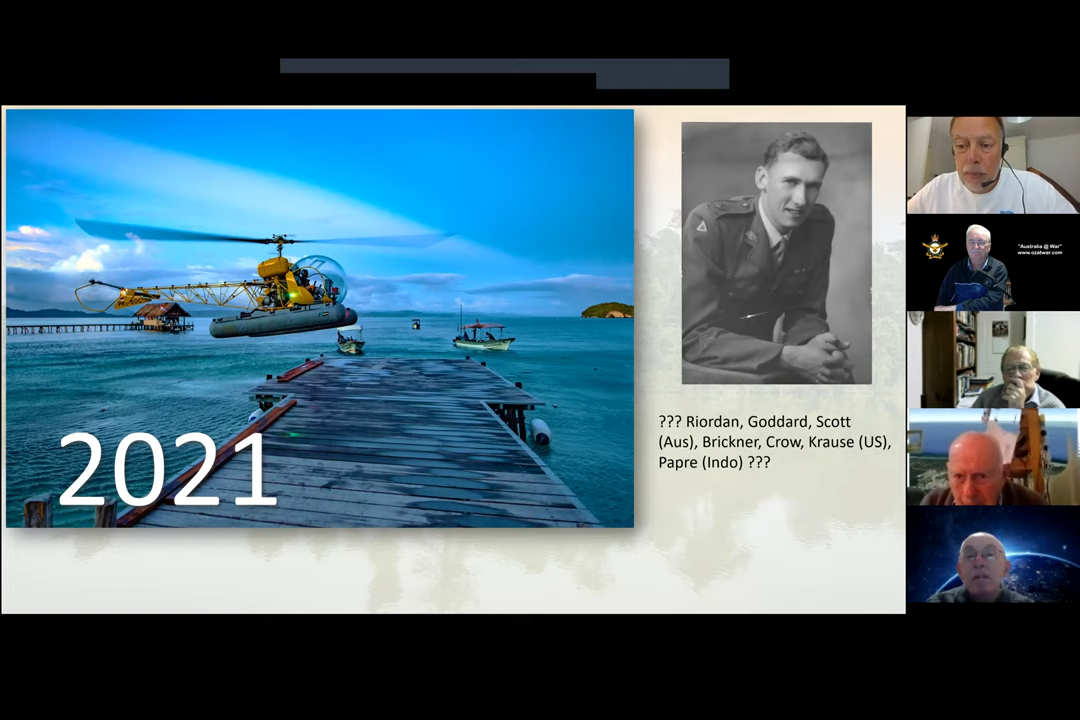 "Australia @ War"
www.ozatwar.com
2021
??? Riordan, Goddard, Scott
(Aus), Brickner, Crow, Krause (US),
Papre (Indo) ???